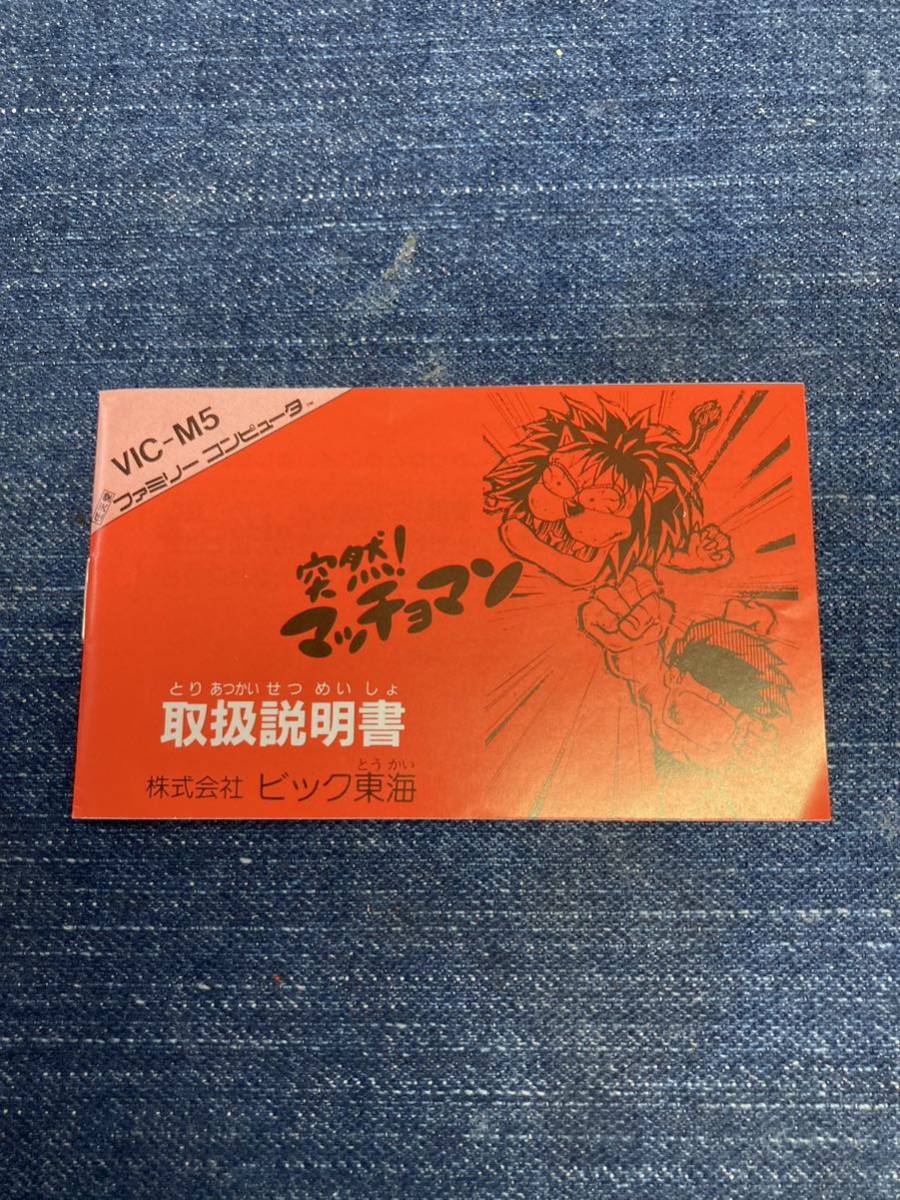 VIC-M5
ファミリー コンピュータ™
突然!
マッチョマン
とり あつかい せつ めい しょ
取扱説明書
とう かい
株式会社 ビック東海